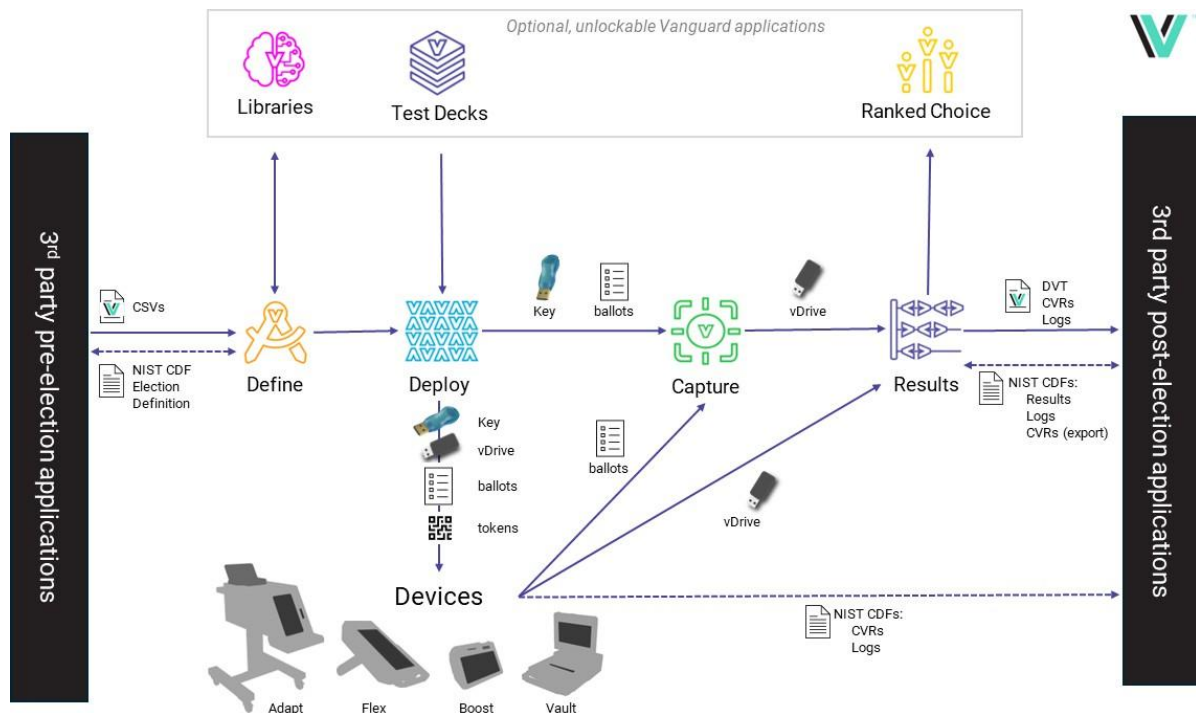 Optional, unlockable Vanguard applications
Libraries
Test Decks
Ranked Choice
3rd party pre-election applications
3rd party post-election applications
CSVs
NIST CDF
Election
Definition
Define
Deploy
Key
ballots
Capture
vDrive
Results
DVT
CVRs
Logs
NIST CDFs:
Results
Logs
CVRs (export)
Key
vDrive
ballots
tokens
ballots
vDrive
Devices
NIST CDFs:
CVRs
Logs
Adapt
Flex
Boost
Vault